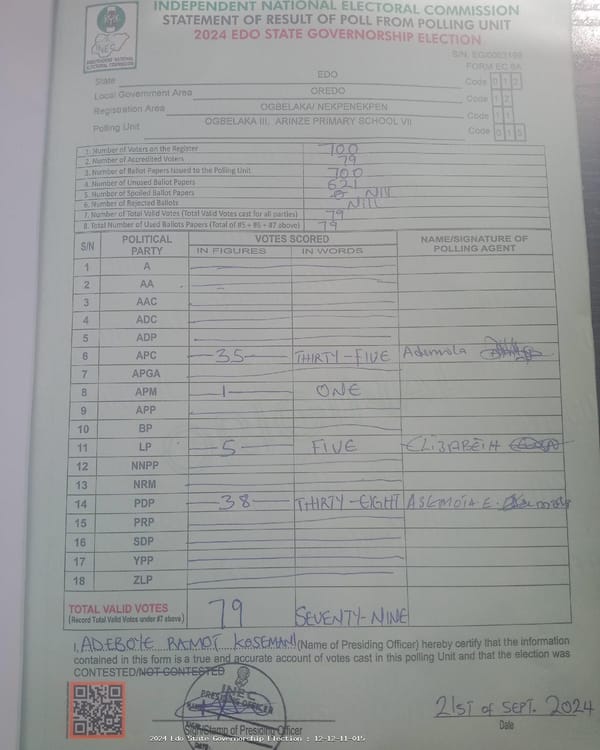 INDEPENDENT NATIONAL ELECTORAL COMMISSION
STATEMENT OF RESULT OF POLL FROM POLLING UNIT
2024 EDO STATE GOVERNORSHIP ELECTION
INEC
INDEPENDENT NATIONAL ELECTORAL COMMISSION
FORM EC 8A
State EDO Code 0 1 2
Local Government Area OREDO Code 1 2
Registration Area OGBELAKA/ NEKPENEKPEN Code 1 1
Polling Unit OGBELAKA III, ARINZE PRIMARY SCHOOL VII Code 0 1 5
1. Number of Voters on the Register 700
2. Number of Accredited Voters 79
3. Number of Ballot Papers Issued to the Polling Unit 700
4. Number of Unused Ballot Papers 621
5. Number of Spoiled Ballot Papers Nill
6. Number of Rejected Ballots Nill
7. Number of Total Valid Votes (Total Valid Votes cast for all parties) 79
8. Total Number of Used Ballots Papers (Total of #5 + #6 + #7 above) 79
S/N POLITICAL PARTY VOTES SCORED NAME/SIGNATURE OF POLLING AGENT
IN FIGURES IN WORDS
1 A
2 AA
3 AAC
4 ADC
5 ADP
6 APC 35 THIRTY-FIVE Ademola
7 APGA
8 APM 1 ONE
9 APP
10 BP
11 LP 5 FIVE ELIZABETH
12 NNPP
13 NRM
14 PDP 38 THIRTY-EIGHT ASEMOTA E.
15 PRP
16 SDP
17 YPP
18 ZLP
TOTAL VALID VOTES 79 SEVENTY-NINE
(Record Total Valid Votes under #7 above)
I, ADEBOYE RAMOT KOSEMANI (Name of Presiding Officer) hereby certify that the information
contained in this form is a true and accurate account of votes cast in this polling Unit and that the election was
CONTESTED/NOT CONTESTED
INEC
PRESIDING OFFICER
21st of SEPT. 2024
Sign/Stamp of Presiding Officer Date
2024 Edo State Governorship Election : 12-12-11-015